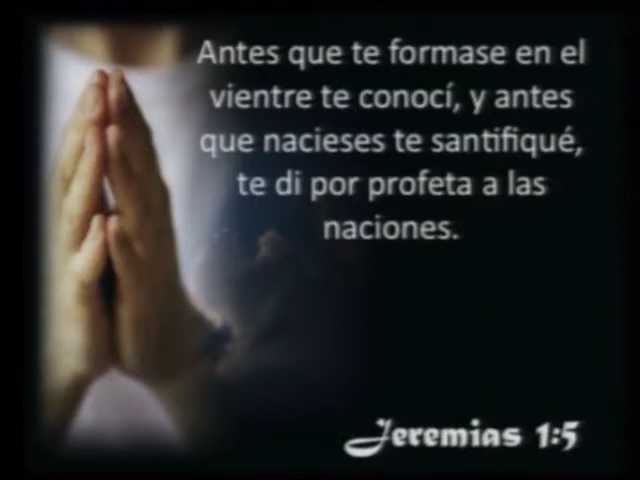 Antes que te formase en el
vientre te conocí, y antes
que nacieses te santifiqué,
te di por profeta a las
naciones.
Jeremias 1:5